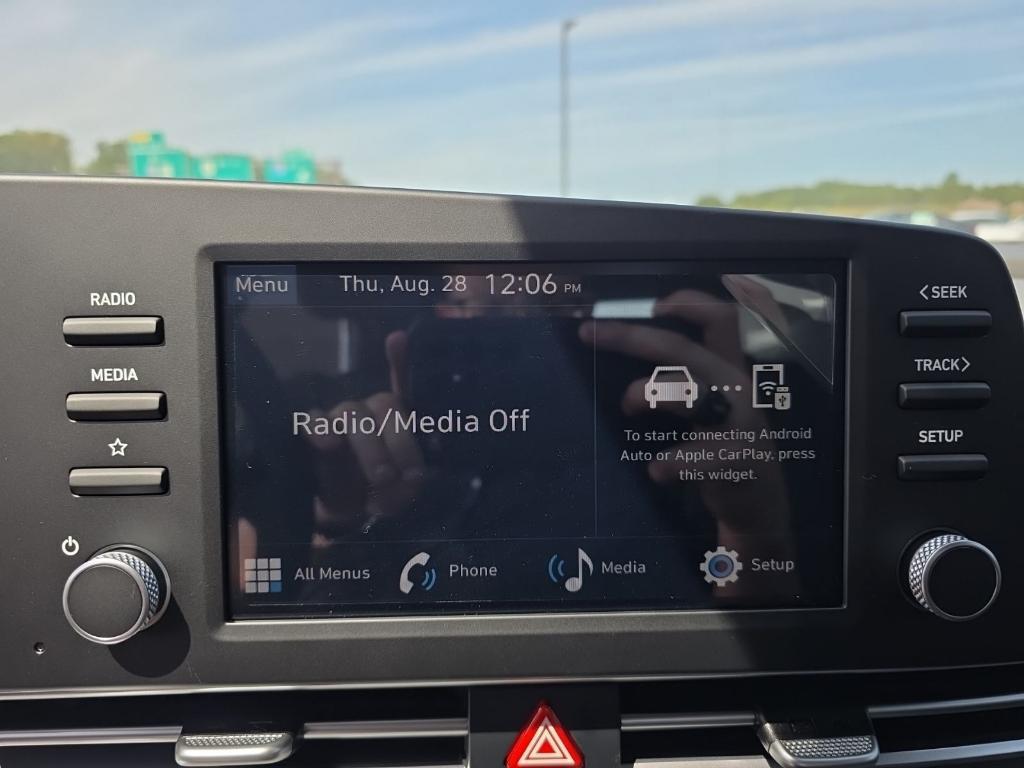 Menu
Thu, Aug. 28 12:06 PM
RADIO
MEDIA
Radio/Media Off
To start connecting Android
Auto or Apple CarPlay, press
this widget.
<SEEK
TRACK>
SETUP
All Menus
Phone
Media
Setup